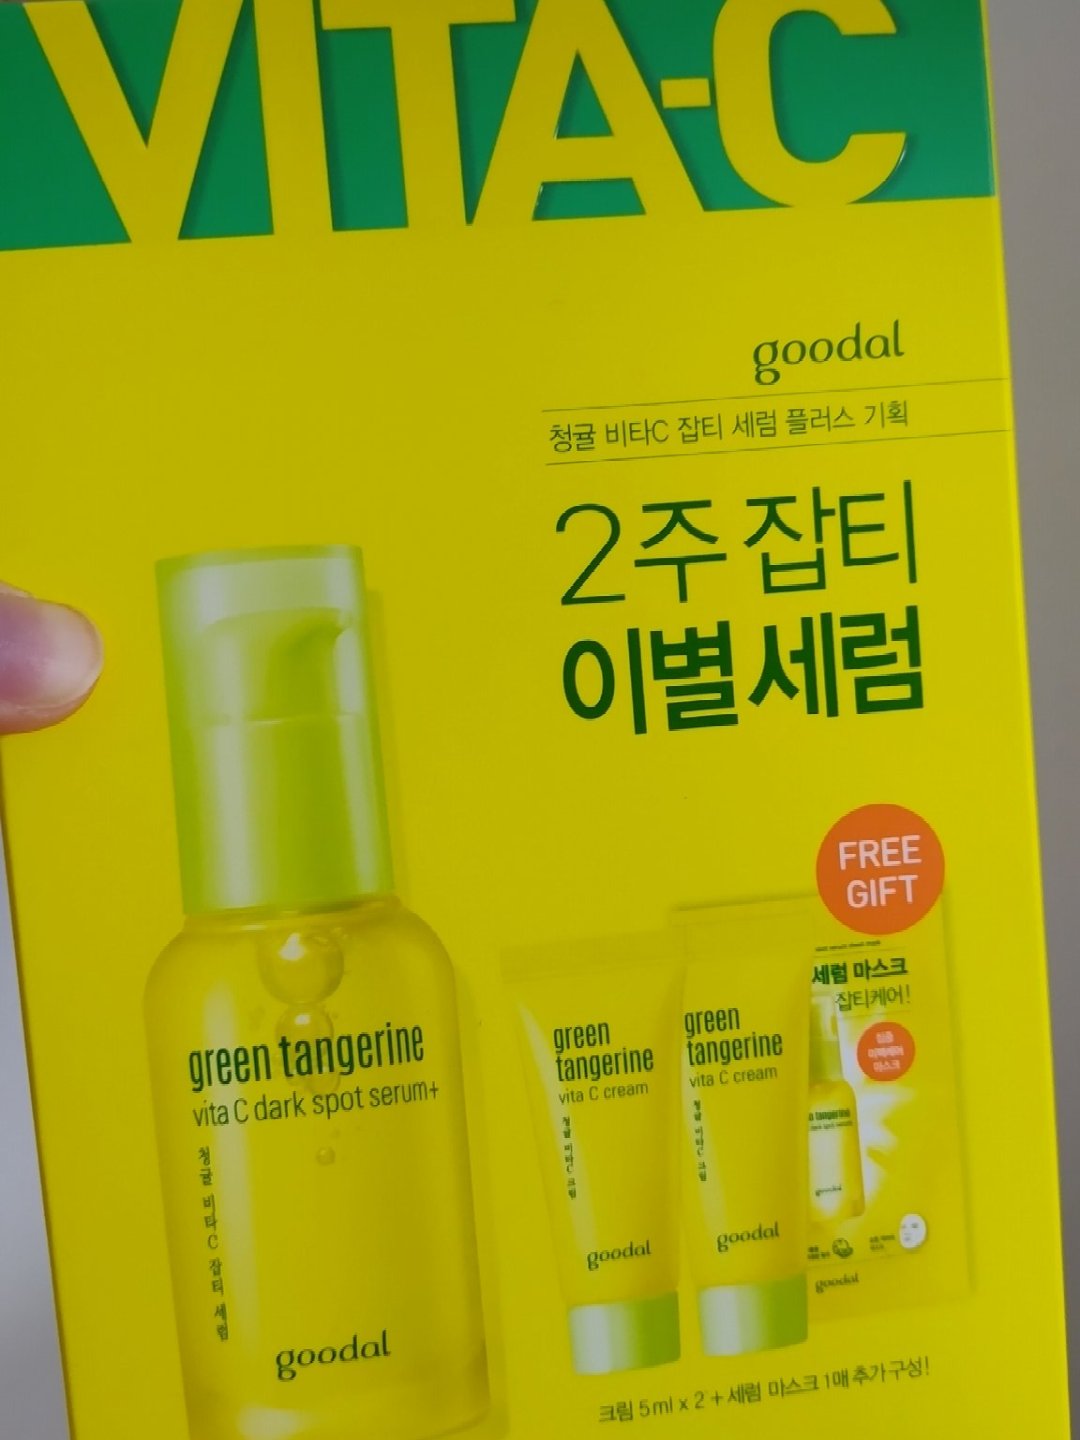 VITA-C
goodal
청귤 비타C 잡티 세럼 플러스 기획
2주 잡티
이별 세럼
FREE
GIFT
세럼 마스크
잡티케어!
green tangerine
vita C dark spot serum+
청귤 비타C 잡티 세럼
goodal
green
tangerine
vita C cream
청귤 비타C 크림
goodal
green
tangerine
vita C cream
청귤 비타C 크림
goodal
마스크
goodal
goodal
크림 5ml x 2 + 세럼 마스크 1매 추가 구성!